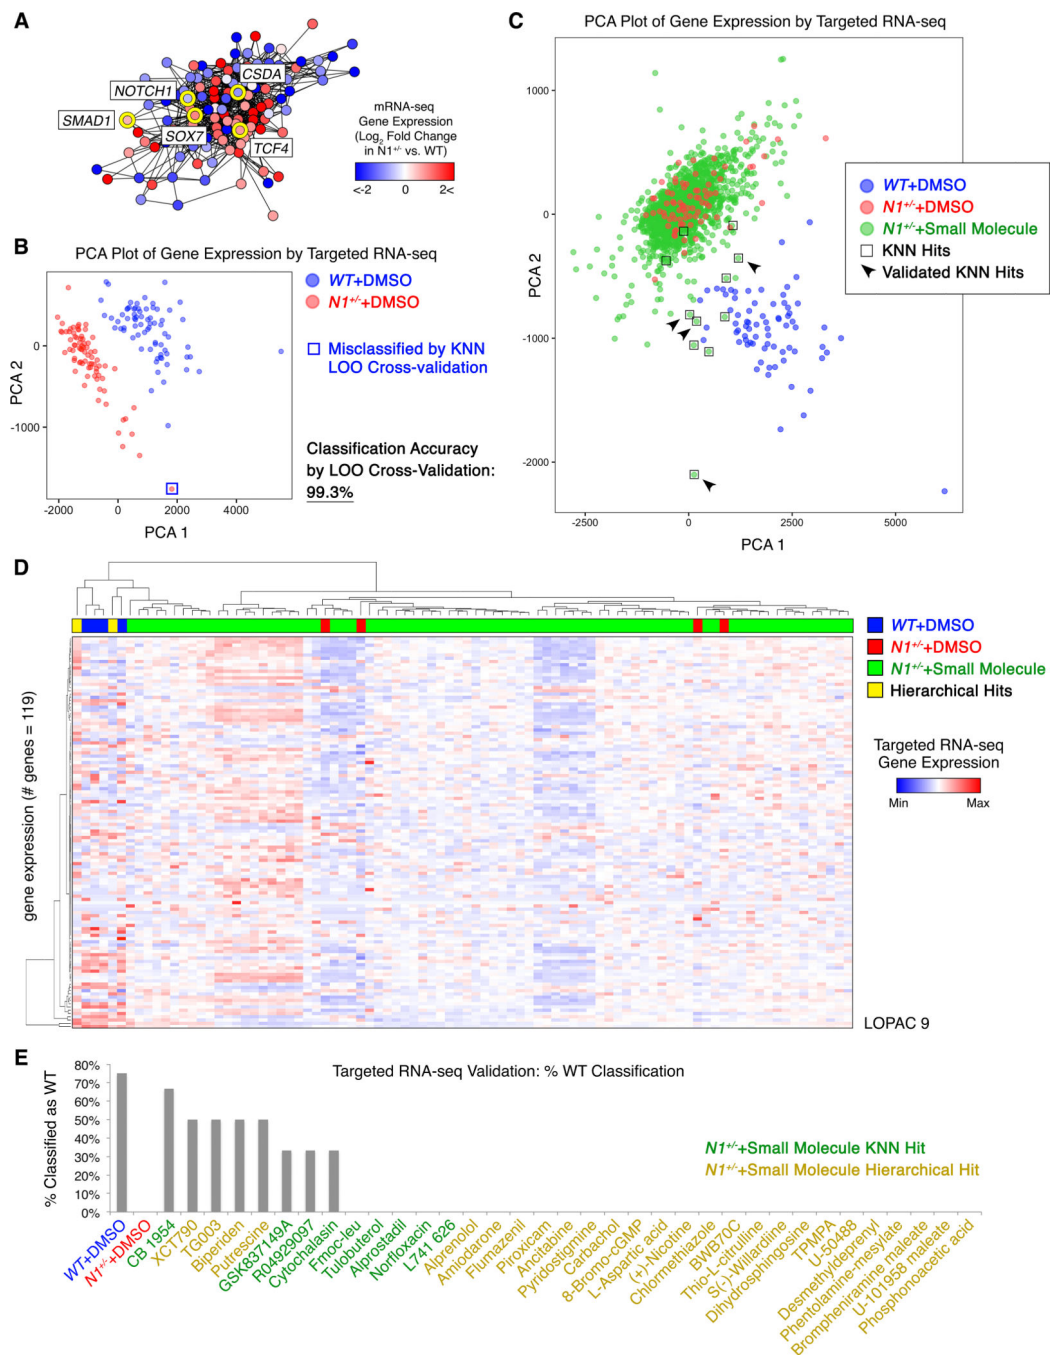 A
CSDA
NOTCH1
SMAD1
SOX7
TCF4
mRNA-seq
Gene Expression
(Log2 Fold Change
in N1+/- vs. WT)
<-2 0 2<
B
PCA Plot of Gene Expression by Targeted RNA-seq
WT+DMSO
N1+/-+DMSO
Misclassified by KNN
LOO Cross-validation
Classification Accuracy
by LOO Cross-Validation:
99.3%
PCA 2
0
-1000
-2000 0 2000 4000
PCA 1
C
PCA Plot of Gene Expression by Targeted RNA-seq
WT+DMSO
N1+/-+DMSO
N1+/-+Small Molecule
KNN Hits
Validated KNN Hits
PCA 2
1000
0
-1000
-2000
-2500 0 2500 5000
PCA 1
D
WT+DMSO
N1+/-+DMSO
N1+/-+Small Molecule
Hierarchical Hits
Targeted RNA-seq
Gene Expression
Min Max
gene expression (# genes = 119)
LOPAC 9
E
Targeted RNA-seq Validation: % WT Classification
% Classified as WT
80%
70%
60%
50%
40%
30%
20%
10%
0%
N1+/-+Small Molecule KNN Hit
N1+/-+Small Molecule Hierarchical Hit
WT+DMSO
N1+/-+DMSO
CB 1954
XCT790
TG003
Bipenden
Putrescine
GSK837149A
R04929097
Cytochalasin
Fmoc-leu
Tulobuterol
Alprostadil
Norfloxacin
L741 626
Alprenolol
Amiodarone
Flumazenil
Piroxicam
Ancitabine
Pyridostigmine
Carbachol
8-Bromo-cGMP
L-Aspartic acid
(+)-Nicotine
Chlormethiazole
BWB70C
Thio-L-citrulline
S(-)-Willardiine
Dihydrosphingosine
TPMPA
U-50488
Desmethyldeprenyl
Phentolamine-mesylate
Brompheniramine maleate
U-101958 maleate
Phosphonoacetic acid